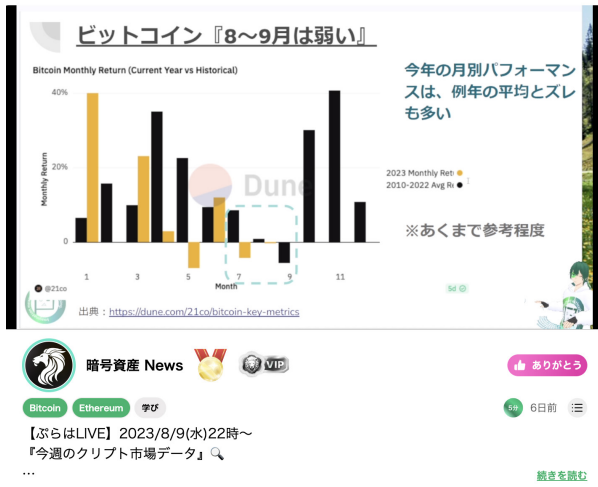 ビットコイン『8〜9月は弱い』
Bitcoin Monthly Return (Current Year vs Historical)
今年の月別パフォーマン
スは、例年の平均とズレ
も多い
40%
20%
0
Monthly Return
Dune
2023 Monthly Ret
2010-2022 Avg Re
※あくまで参考程度
1 3 5 7 9 11
Month
@21co
5d
出典：https://dune.com/21co/bitcoin-key-metrics
暗号資産 News
VIP
ありがとう
Bitcoin Ethereum 学び
5分 6日前
【ぷらはLIVE】2023/8/9(水)22時〜
『今週のクリプト市場データ』🔍
…
続きを読む